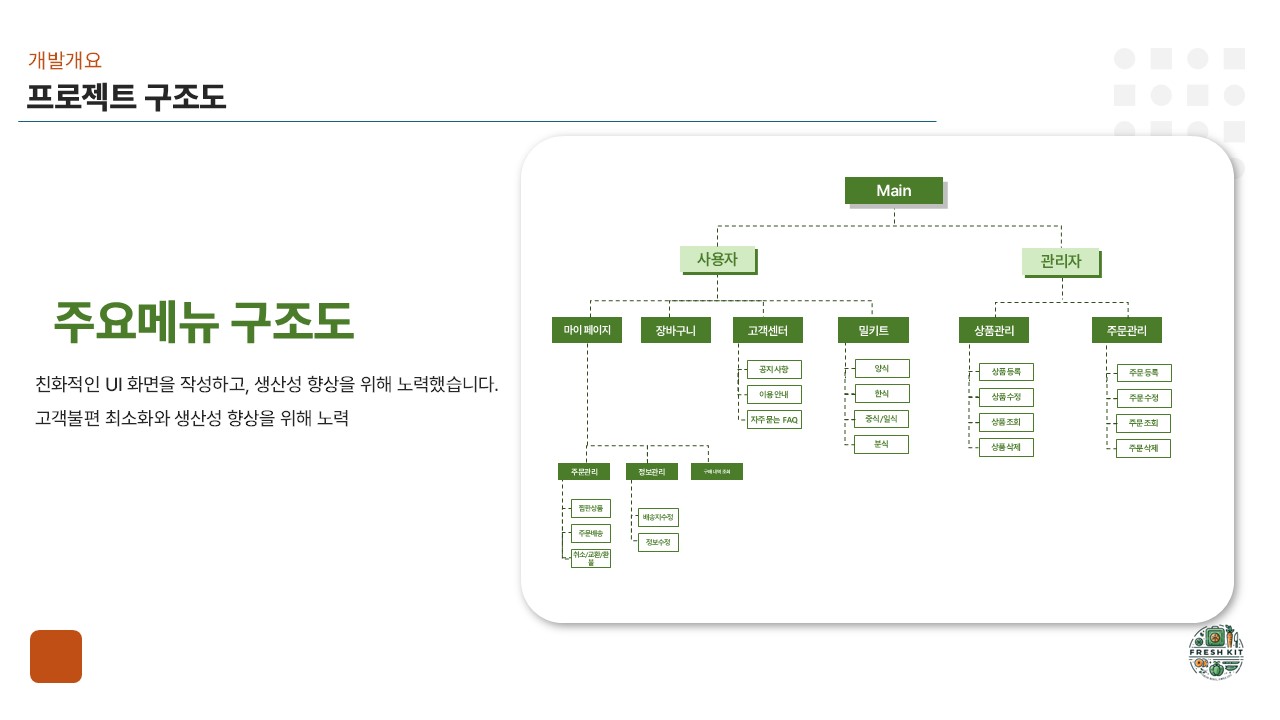 개발개요
프로젝트 구조도
주요메뉴 구조도
친화적인 UI 화면을 작성하고, 생산성 향상을 위해 노력했습니다.
고객불편 최소화와 생산성 향상을 위해 노력
Main
사용자
관리자
마이 페이지
장바구니
고객센터
밀키트
상품관리
주문관리
공지 사항
이용 안내
자주 묻는 FAQ
양식
한식
중식/일식
분식
상품 등록
상품 수정
상품 조회
상품 삭제
주문 등록
주문 수정
주문 조회
주문 삭제
주문관리
정보관리
구매 내역 조회
찜한상품
주문배송
취소/교환/환
불
배송지수정
정보수정
FRESH KIT